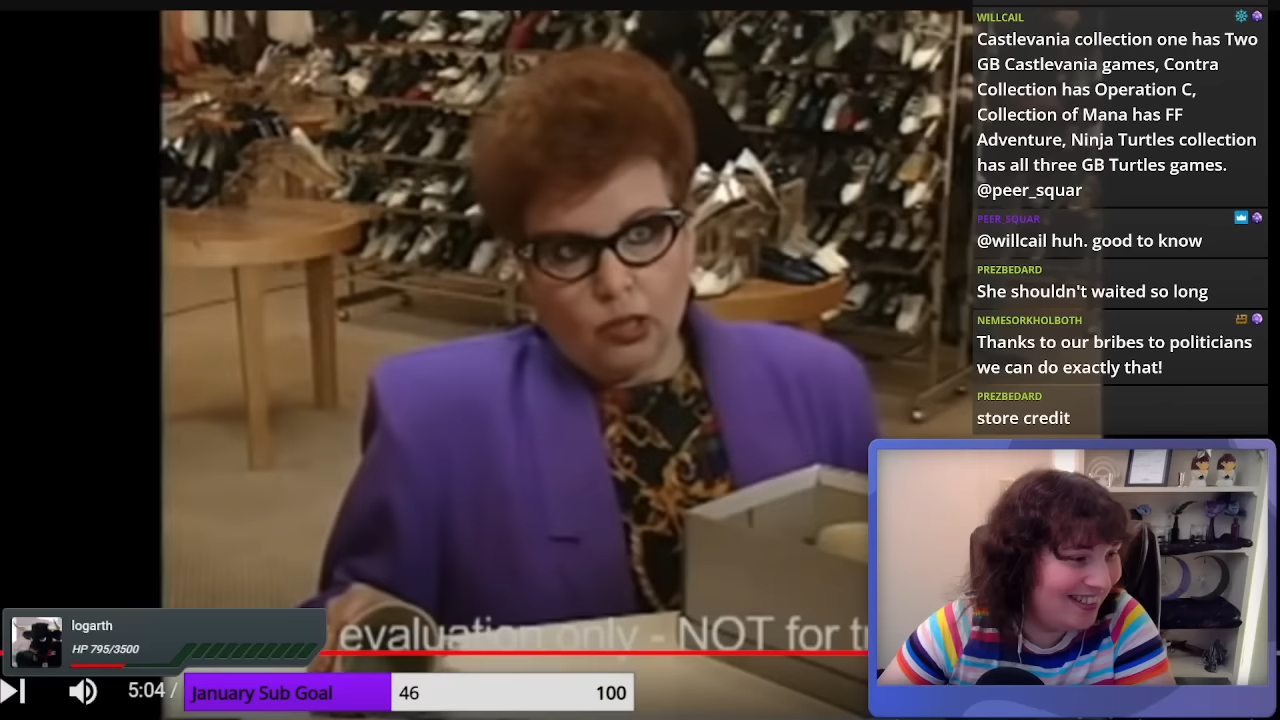 WILLCAIL
Castlevania collection one has Two
GB Castlevania games, Contra
Collection has Operation C,
Collection of Mana has FF
Adventure, Ninja Turtles collection
has all three GB Turtles games.
@peer_squar
PEER_SQUAR
@willcail huh. good to know
PREZBEDARD
She shouldn't waited so long
NEMESORKHOLBOTH
Thanks to our bribes to politicians
we can do exactly that!
PREZBEDARD
store credit
logarth
HP 795/3500
evaluation only - NOT for
5:04 /
January Sub Goal 46 100